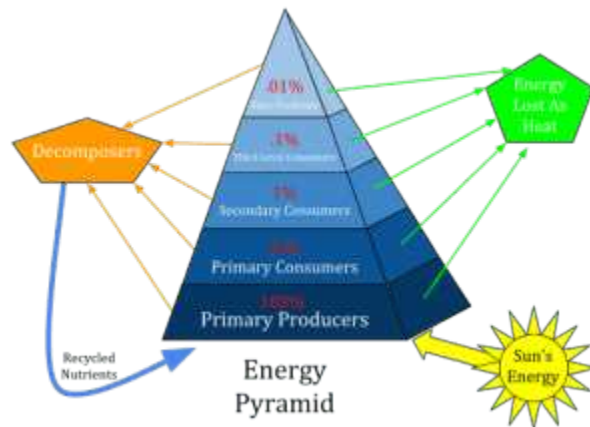 .01%
.1%
Third Level Consumers
1%
Secondary Consumers
10%
Primary Consumers
100%
Primary Producers
Decomposers
Energy
Lost As
Heat
Recycled
Nutrients
Sun's
Energy
Energy
Pyramid